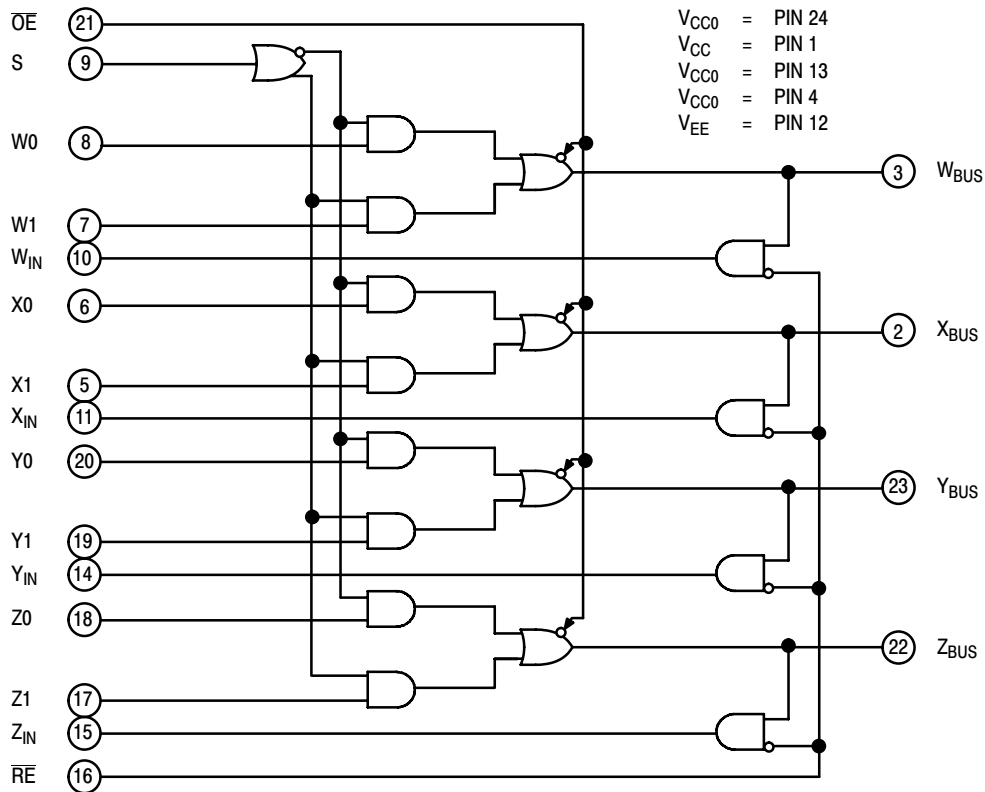 OE 21
S 9
W0 8
W1 7
WIN 10
X0 6
X1 5
XIN 11
Y0 20
Y1 19
YIN 14
Z0 18
Z1 17
ZIN 15
RE 16
VCC0 = PIN 24
VCC = PIN 1
VCC0 = PIN 13
VCC0 = PIN 4
VEE = PIN 12
3 WBUS
2 XBUS
23 YBUS
22 ZBUS